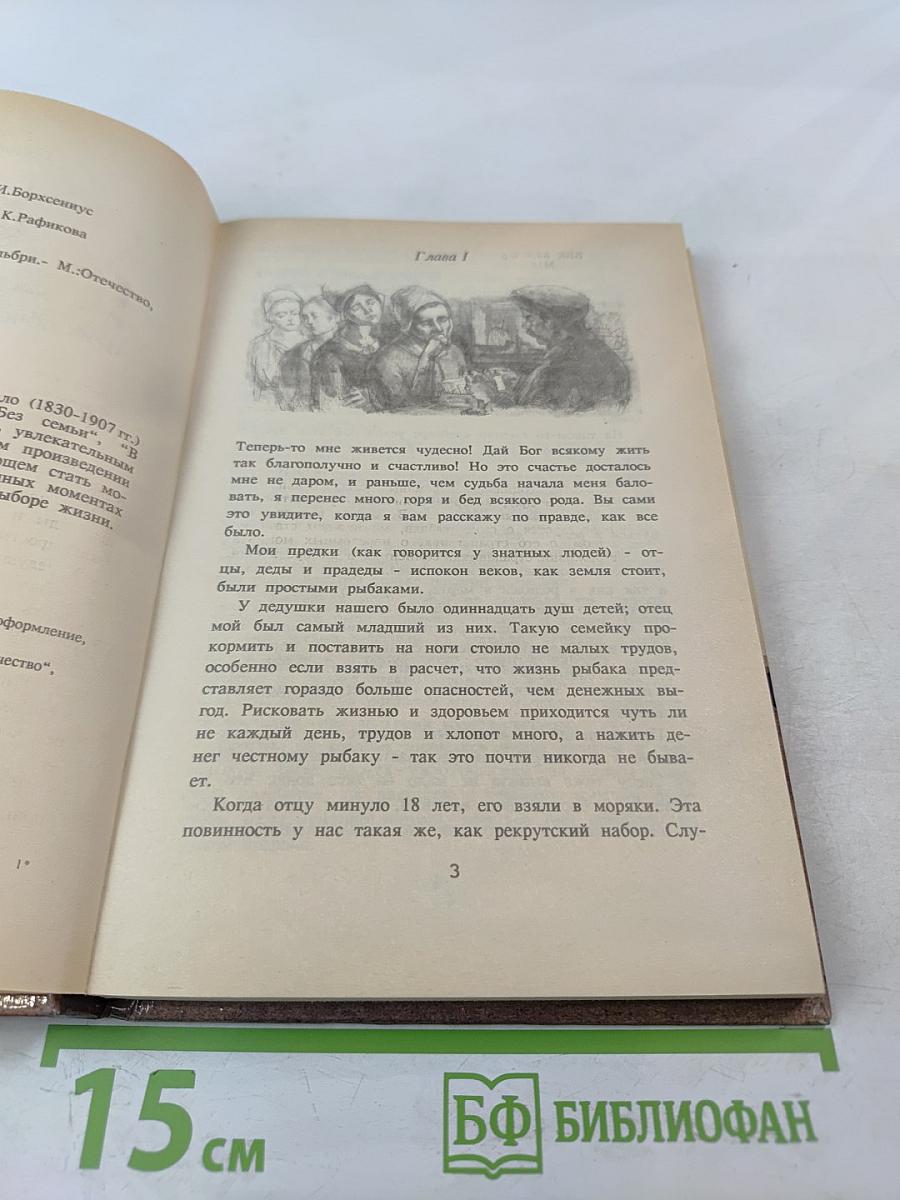 И.Борхсениус
К.Рафикова
льбри.- М.:Отечество,
ло (1830-1907 гг.)
Без семьи“, “В
увлекательным
м произведении
ющем стать мо-
нных моментах
ыборе жизни.
оформление,
чество“,
1*
Глава I
Теперь-то мне живется чудесно! Дай Бог всякому жить
так благополучно и счастливо! Но это счастье досталось
мне не даром, и раньше, чем судьба начала меня бало-
вать, я перенес много горя и бед всякого рода. Вы сами
это увидите, когда я вам расскажу по правде, как все
было.
Мои предки (как говорится у знатных людей) - от-
цы, деды и прадеды - испокон веков, как земля стоит,
были простыми рыбаками.
У дедушки нашего было одиннадцать душ детей; отец
мой был самый младший из них. Такую семейку про-
кормить и поставить на ноги стоило не малых трудов,
особенно если взять в расчет, что жизнь рыбака пред-
ставляет гораздо больше опасностей, чем денежных вы-
год. Рисковать жизнью и здоровьем приходится чуть ли
не каждый день, трудов и хлопот много, а нажить де-
нег честному рыбаку - так это почти никогда не быва-
ет.
Когда отцу минуло 18 лет, его взяли в моряки. Эта
повинность у нас такая же, как рекрутский набор. Слу-
3
15 см
БФ БИБЛИОФАН